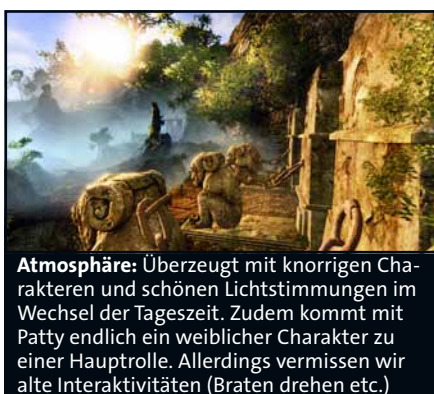 Atmosphäre: Überzeugt mit knorrigen Cha-
rakteren und schönen Lichtstimmungen im
Wechsel der Tageszeit. Zudem kommt mit
Patty endlich ein weiblicher Charakter zu
einer Hauptrolle. Allerdings vermissen wir
alte Interaktivitäten (Braten drehen etc.)